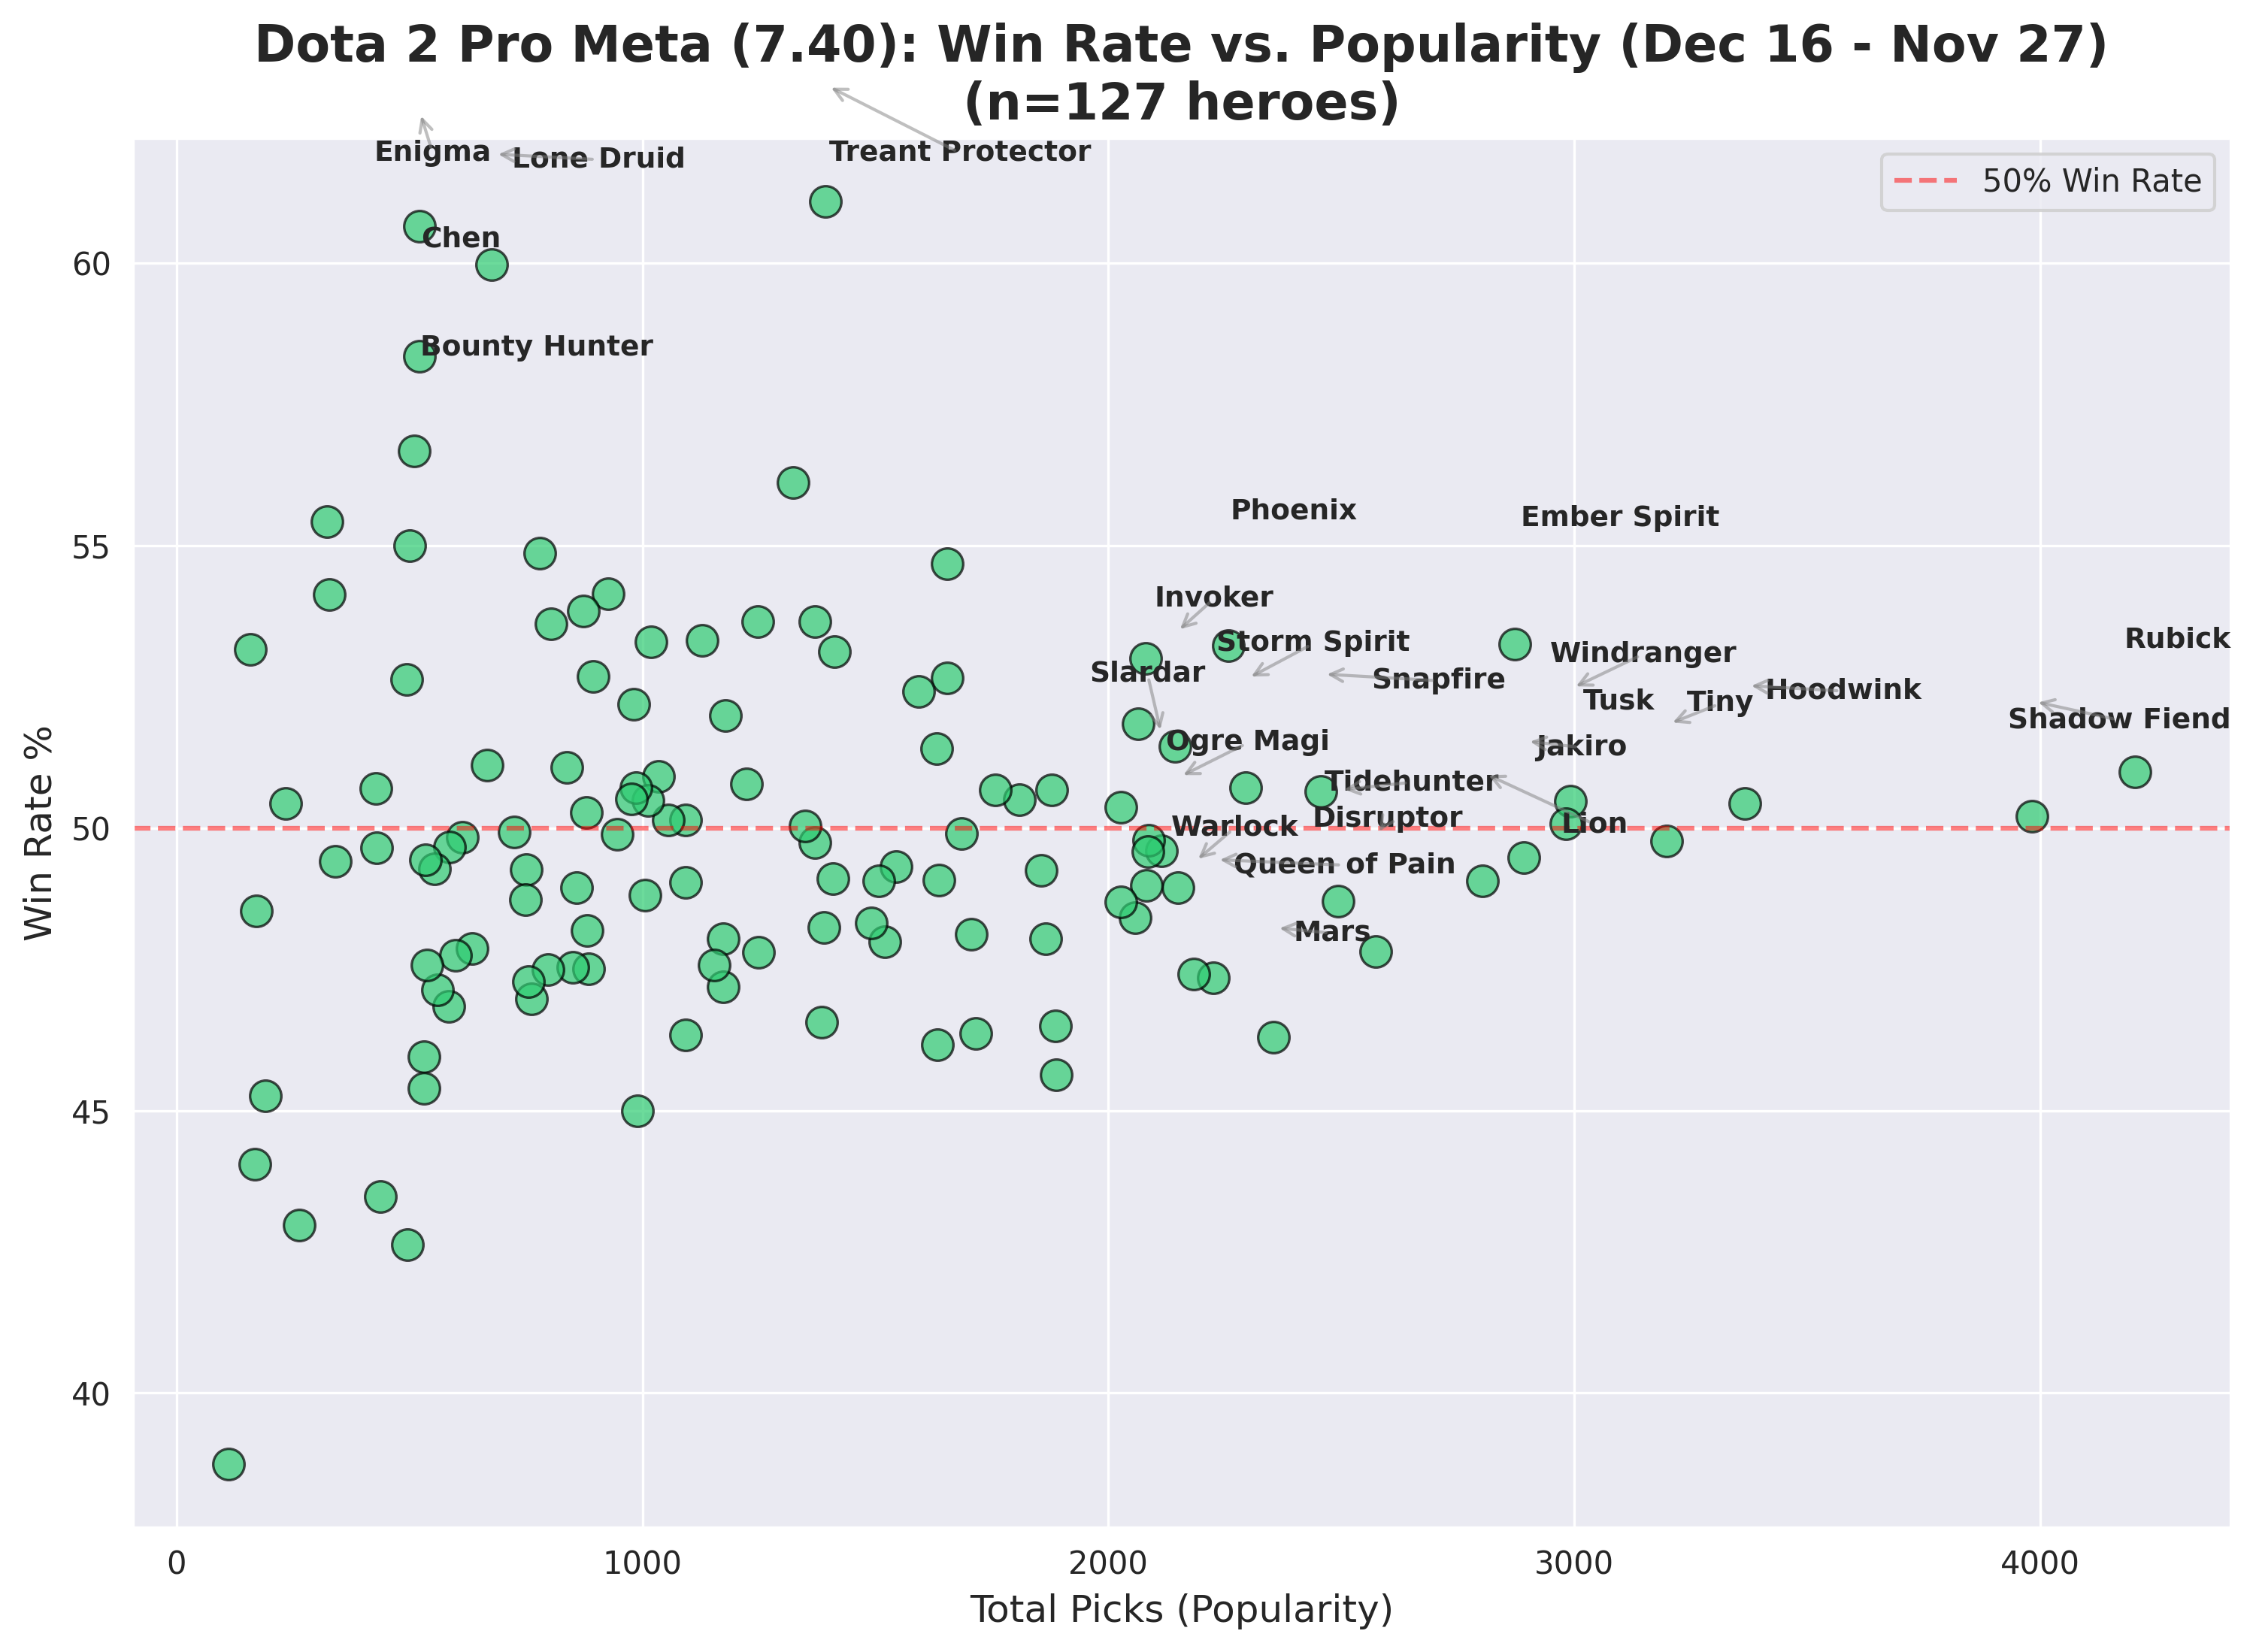 Dota 2 Pro Meta (7.40): Win Rate vs. Popularity (Dec 16 - Nov 27)
(n=127 heroes)
Enigma
Lone Druid
Treant Protector
50% Win Rate
Chen
Bounty Hunter
Phoenix
Ember Spirit
Invoker
Storm Spirit
Windranger
Rubick
Slardar
Snapfire
Tusk
Tiny
Hoodwink
Shadow Fiend
Ogre Magi
Jakiro
Tidehunter
Disruptor
Lion
Warlock
Queen of Pain
Mars
Win Rate %
60
55
50
45
40
0
1000
2000
3000
4000
Total Picks (Popularity)